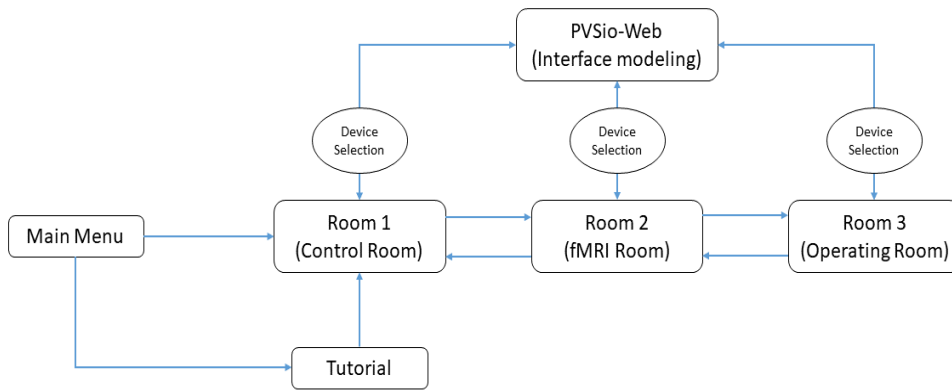 PVSio-Web
(Interface modeling)
Device
Selection
Device
Selection
Device
Selection
Main Menu
Room 1
(Control Room)
Room 2
(fMRI Room)
Room 3
(Operating Room)
Tutorial